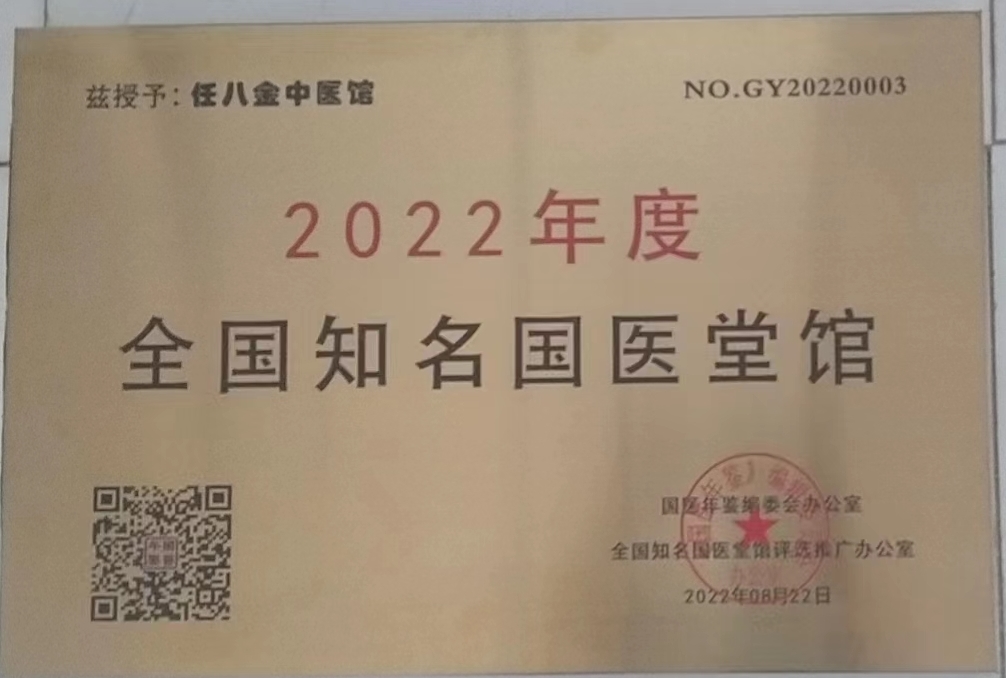 兹授予：任八金中医馆
NO.GY20220003
2022年度
全国知名国医堂馆
国医年鉴编委会办公室
全国知名国医堂馆评选推广办公室
2022年08月22日